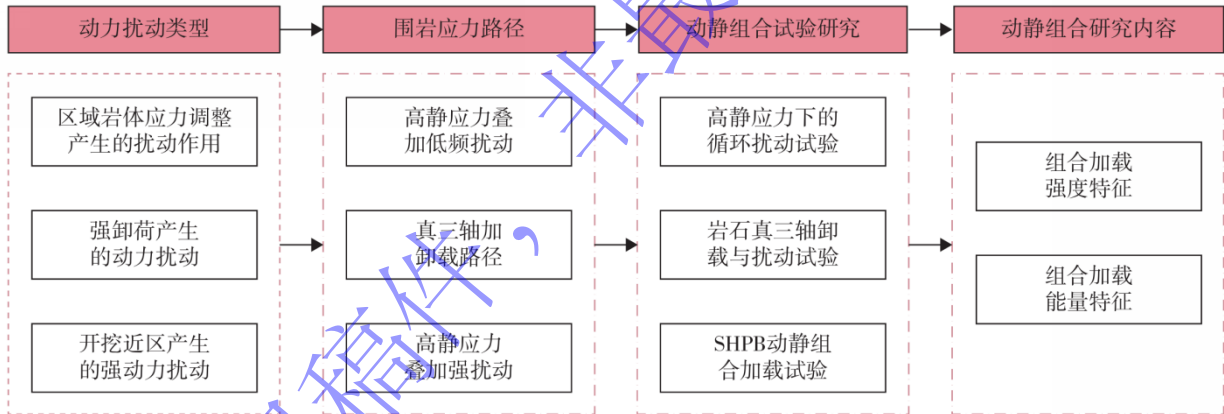 动力扰动类型
围岩应力路径
动静组合试验研究
动静组合研究内容
区域岩体应力调整
产生的扰动作用
强卸荷产生
的动力扰动
开挖近区产生
的强动力扰动
高静应力叠
加低频扰动
真三轴加
卸载路径
高静应力
叠加强扰动
高静应力下的
循环扰动试验
岩石真三轴卸
载与扰动试验
SHPB动静组
合加载试验
组合加载
强度特征
组合加载
能量特征
稿件，非最